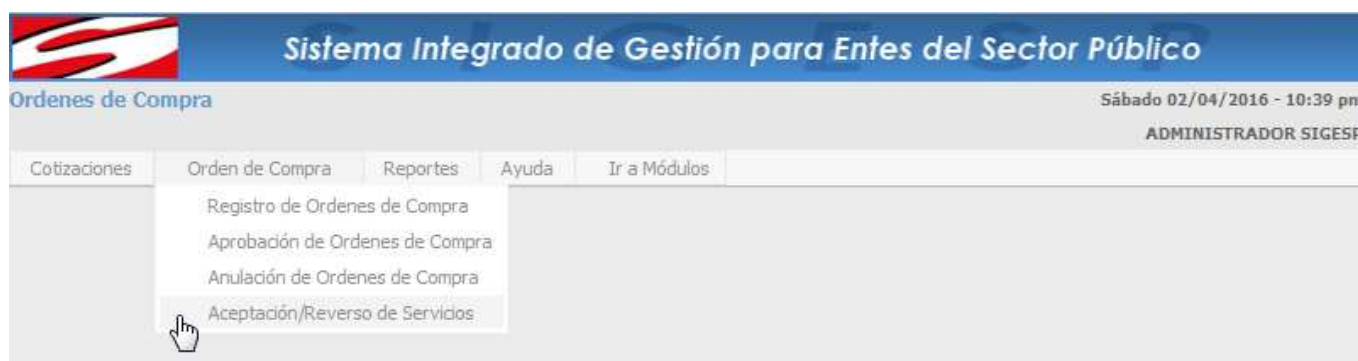 Sistema Integrado de Gestión para Entes del Sector Público
SIGESP
Ordenes de Compra
Sábado 02/04/2016 - 10:39 pm
ADMINISTRADOR SIGESP
Cotizaciones Orden de Compra Reportes Ayuda Ir a Módulos
Registro de Ordenes de Compra
Aprobación de Ordenes de Compra
Anulación de Ordenes de Compra
Aceptación/Reverso de Servicios